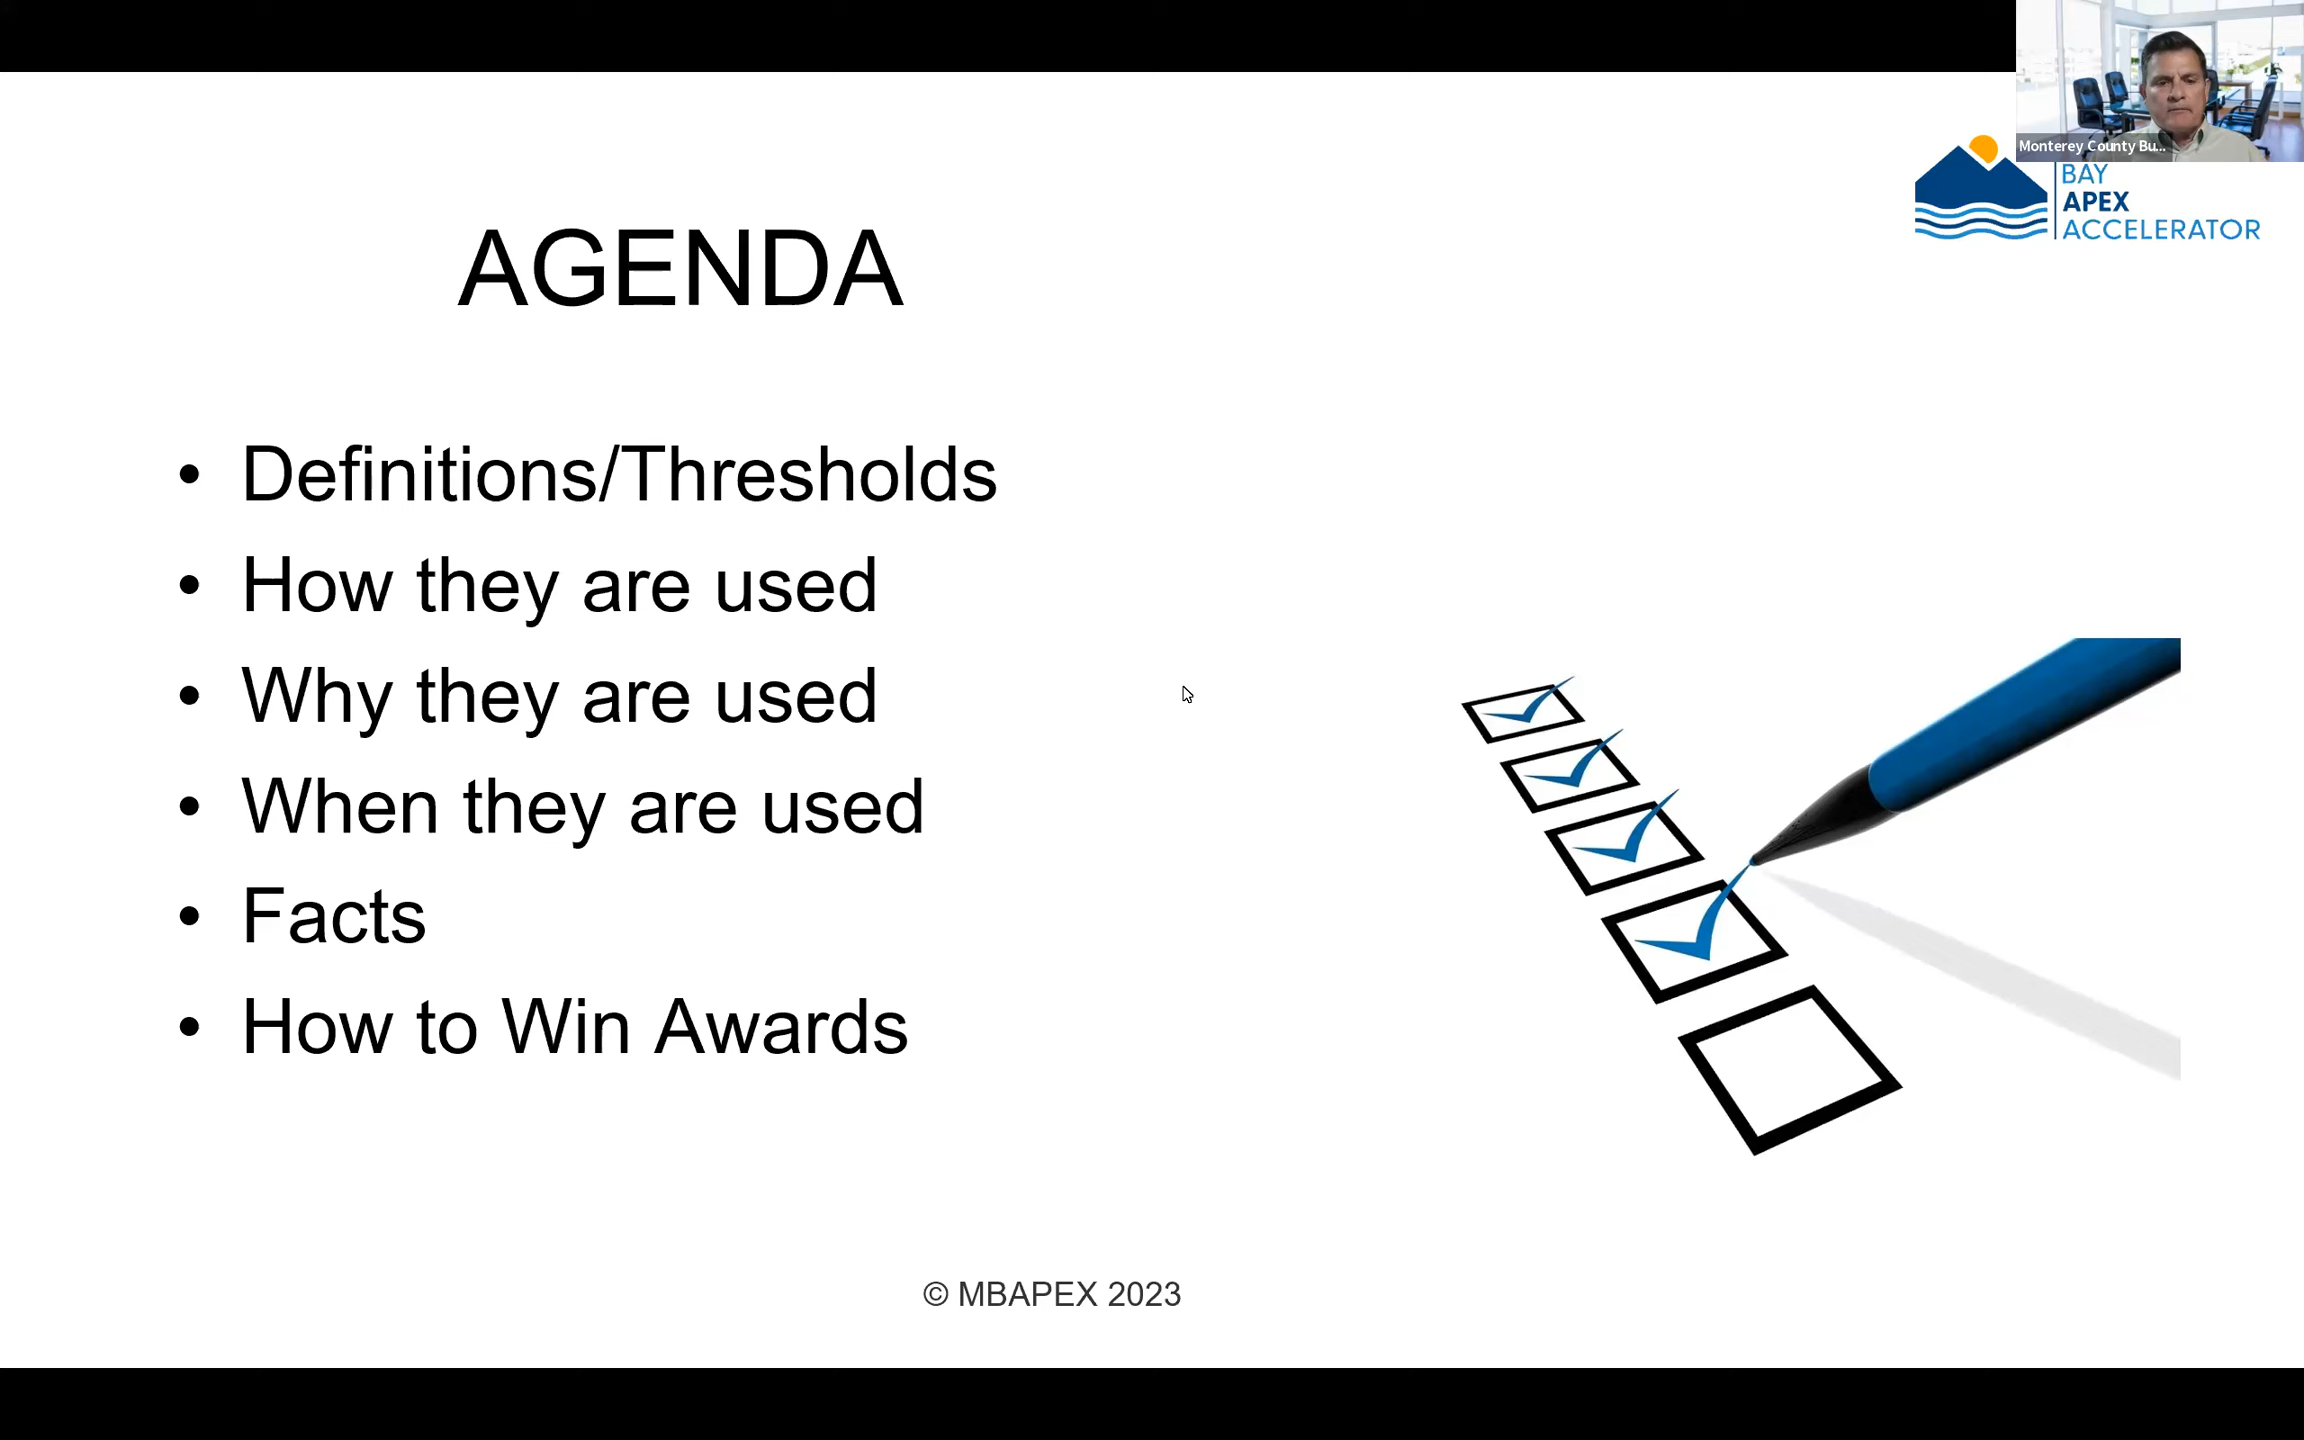 Monterey County Bu...
BAY
APEX
ACCELERATOR
AGENDA
• Definitions/Thresholds
• How they are used
• Why they are used
• When they are used
• Facts
• How to Win Awards
© MBAPEX 2023